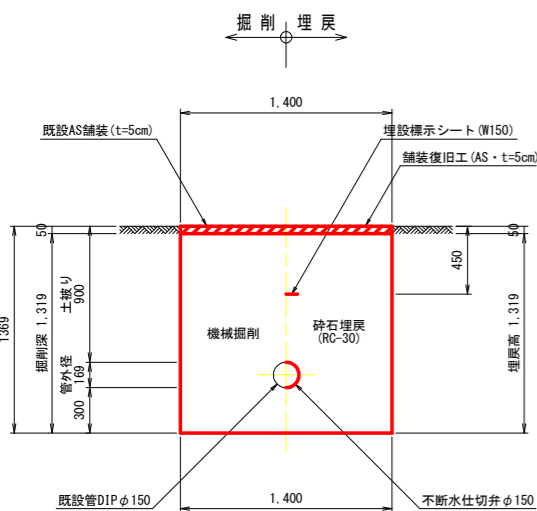 掘削 埋戻
1,400
既設AS舗装(t=5cm)
埋設標示シート(W150)
舗装復旧工(AS・t=5cm)
50
50
450
土被り
900
1369
掘削深 1,319
埋戻高 1,319
機械掘削
砕石埋戻
(RC-30)
管外径
169
300
既設管DIPφ150
1,400
不断水仕切弁φ150